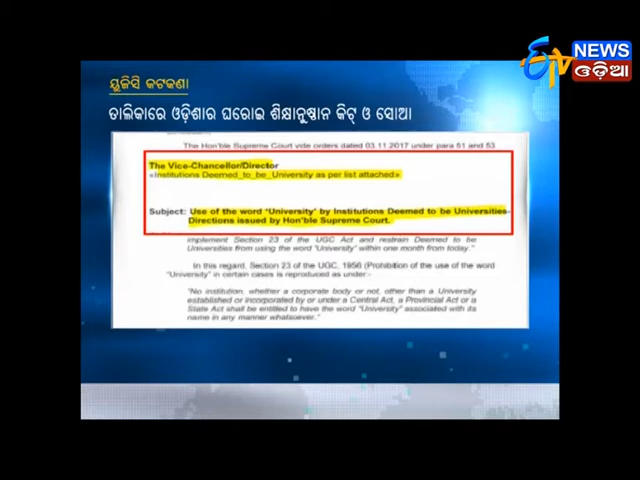 ETV NEWS
ଓଡ଼ିଆ
ୟୁଜିସି କଟକଣା
ତାଲିକାରେ ଓଡ଼ିଶାର ଘରୋଇ ଶିକ୍ଷାନୁଷ୍ଠାନ କିଟ୍ ଓ ସୋଆ
The Hon'ble Supreme Court vide orders dated 03.11.2017 under para 51 and 53
The Vice-Chancellor/Director
«Institutions Deemed_to_be_University as per list attached»
Subject: Use of the word 'University' by Institutions Deemed to be Universities-
Directions issued by Hon'ble Supreme Court.
implement Section 23 of the UGC Act and restrain Deemed to be
Universities from using the word "University" within one month from today."
In this regard, Section 23 of the UGC, 1956 (Prohibition of the use of the word
"University" in certain cases is reproduced as under:-
"No institution, whether a corporate body or not, other than a University
established or incorporated by or under a Central Act, a Provincial Act or a
State Act shall be entitled to have the word "University" associated with its
name in any manner whatsoever."